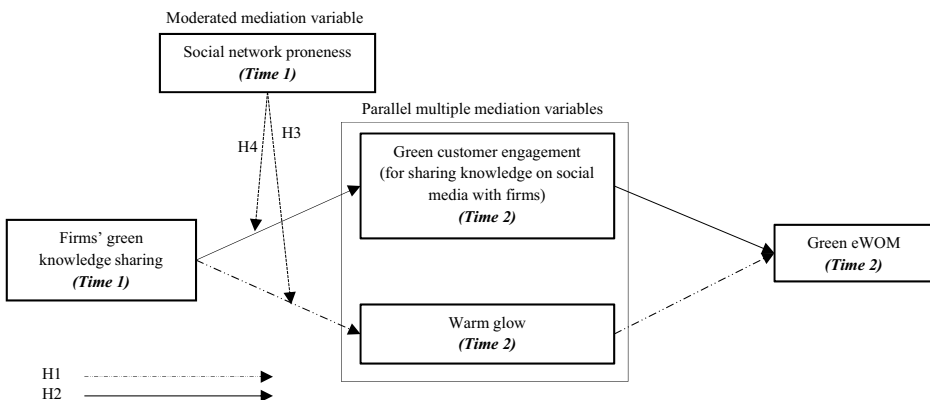 Moderated mediation variable
Social network proneness
(Time 1)
Parallel multiple mediation variables
H3
H4
Green customer engagement
(for sharing knowledge on social
media with firms)
(Time 2)
Firms’ green
knowledge sharing
(Time 1)
Green eWOM
(Time 2)
Warm glow
(Time 2)
H1
H2